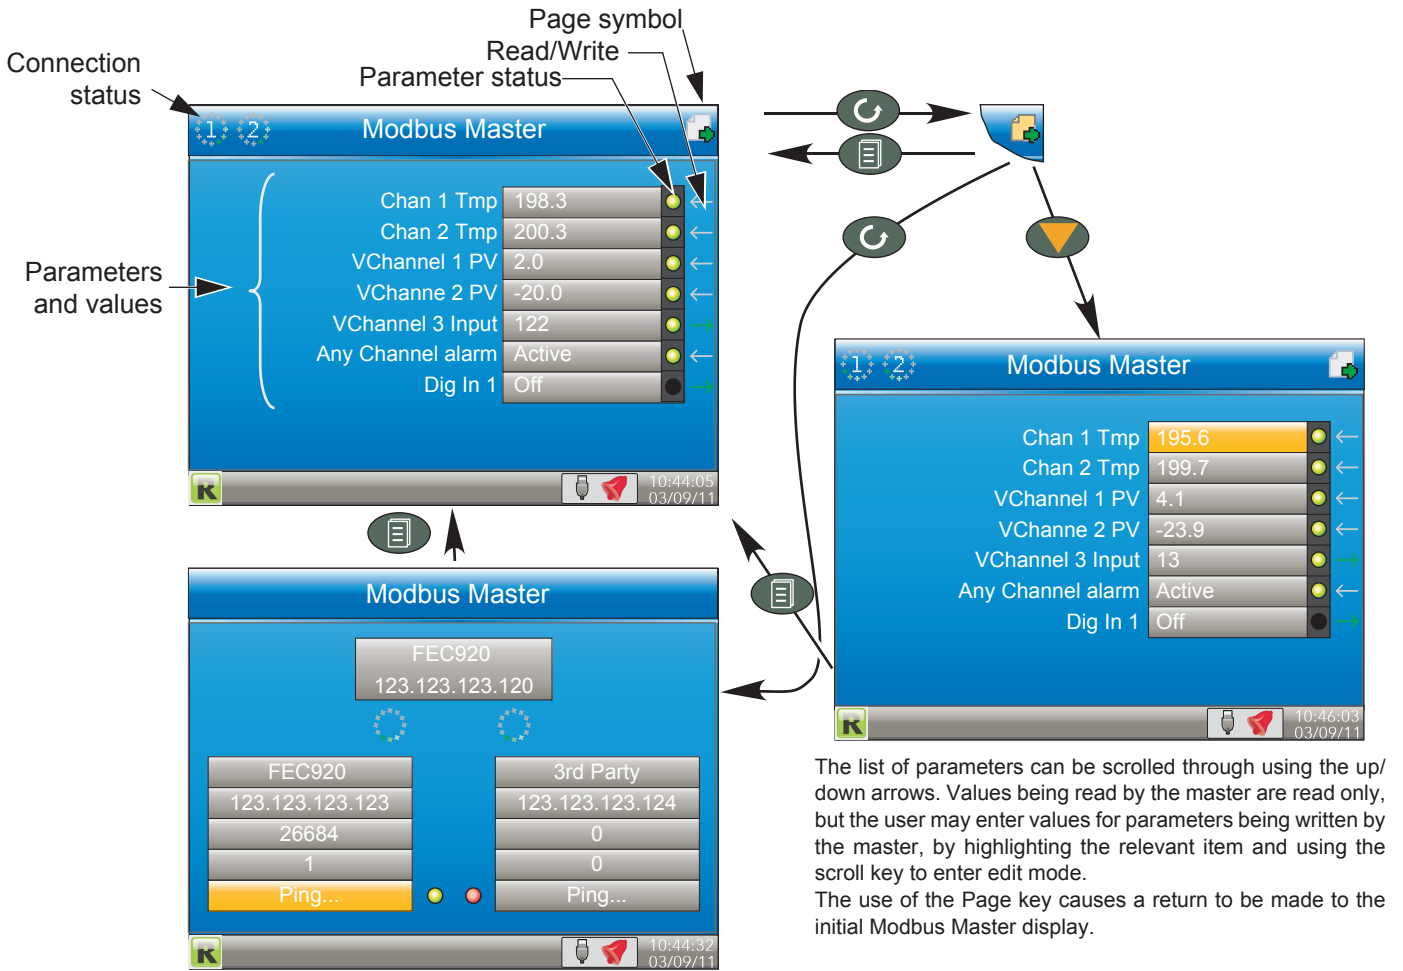 Page symbol
Read/Write
Parameter status
Connection
status
1 2
Modbus Master
Parameters
and values
Chan 1 Tmp 198.3
Chan 2 Tmp 200.3
VChannel 1 PV 2.0
VChanne 2 PV -20.0
VChannel 3 Input 122
Any Channel alarm Active
Dig In 1 Off
R
10:44:05
03/09/11
1 2
Modbus Master
Chan 1 Tmp 195.6
Chan 2 Tmp 199.7
VChannel 1 PV 4.1
VChanne 2 PV -23.9
VChannel 3 Input 13
Any Channel alarm Active
Dig In 1 Off
R
10:46:03
03/09/11
Modbus Master
FEC920
123.123.123.120
FEC920
123.123.123.123
26684
1
Ping...
3rd Party
123.123.123.124
0
0
Ping...
R
10:44:32
03/09/11
The list of parameters can be scrolled through using the up/
down arrows. Values being read by the master are read only,
but the user may enter values for parameters being written by
the master, by highlighting the relevant item and using the
scroll key to enter edit mode.
The use of the Page key causes a return to be made to the
initial Modbus Master display.